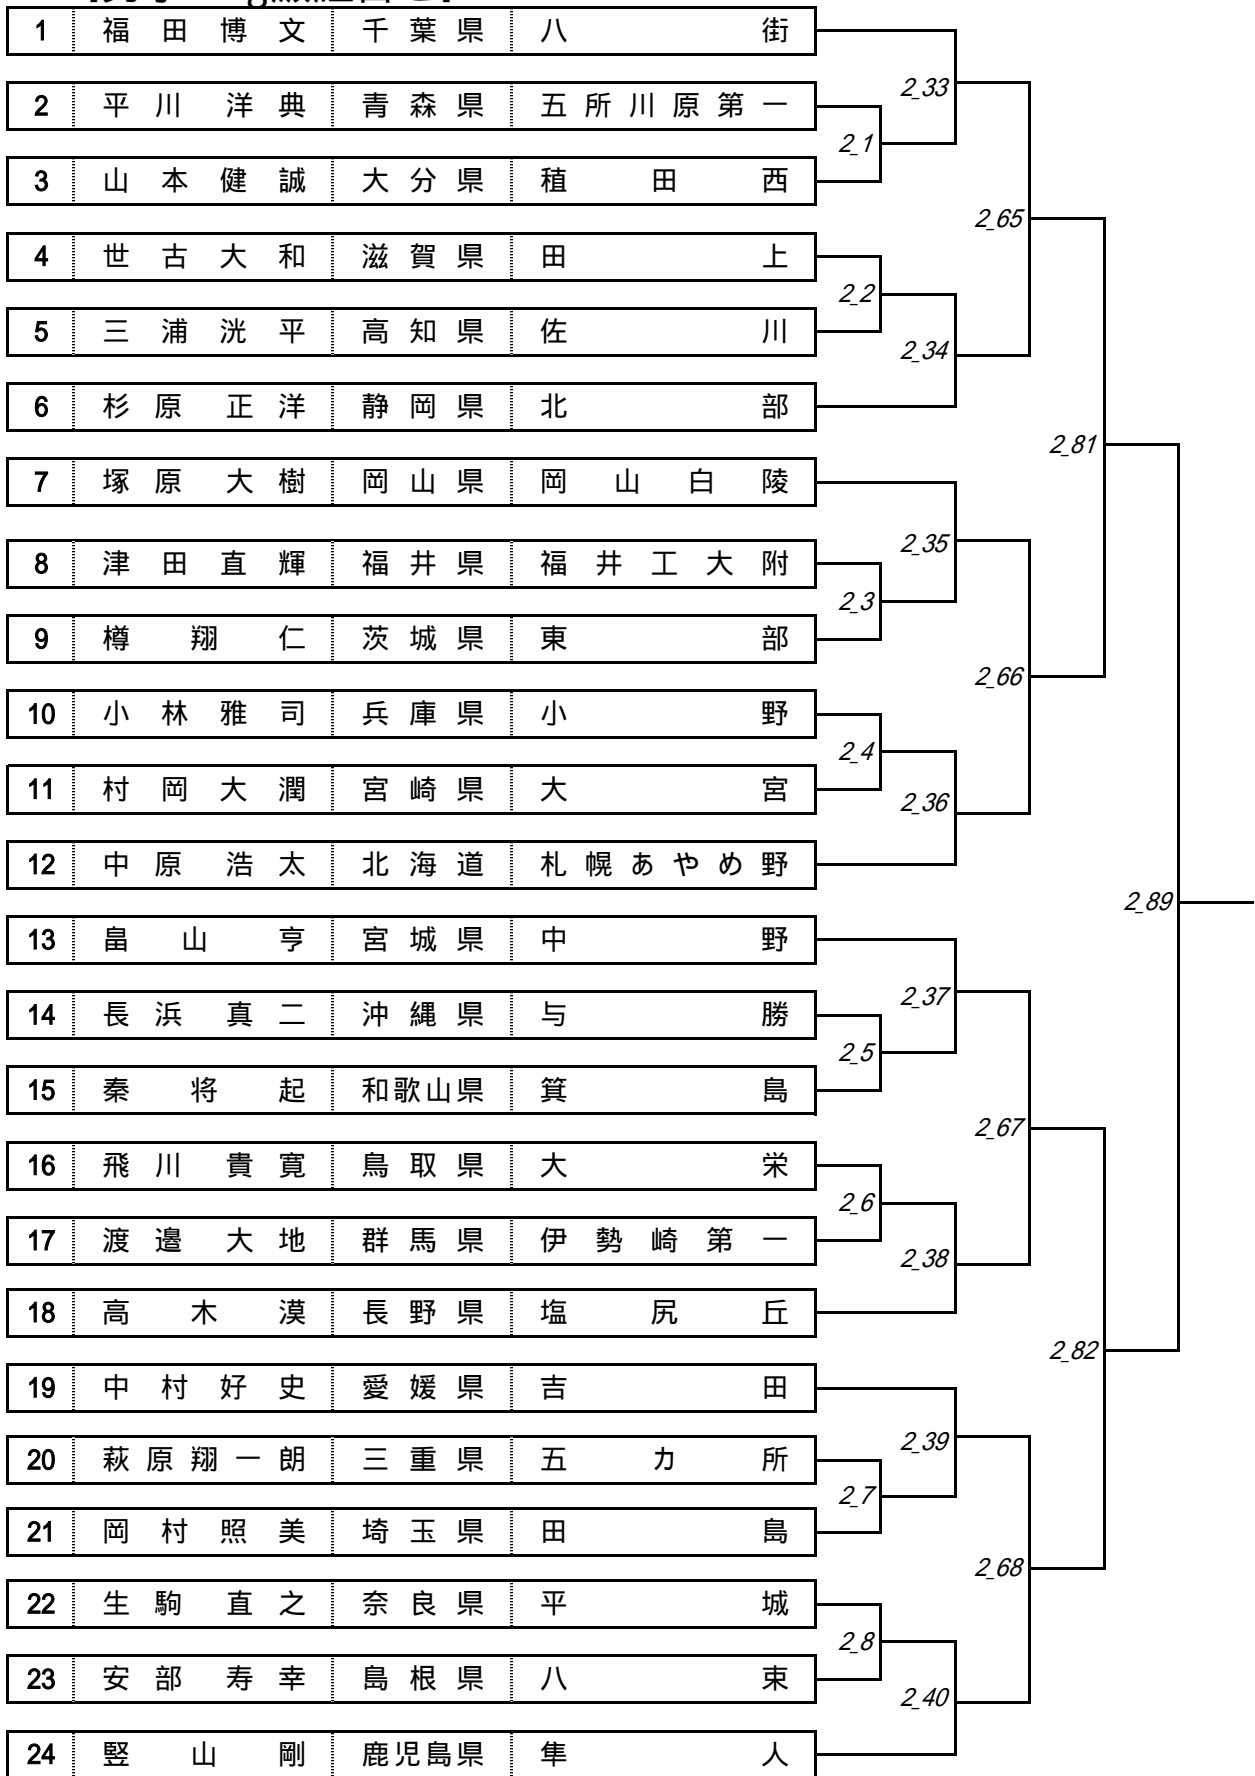 1 福田博文 千葉県 八街
2_33
2 平川洋典 青森県 五所川原第一
2_1
3 山本健誠 大分県 稙田西
2_65
4 世古大和 滋賀県 田上
2_2
5 三浦洸平 高知県 佐川
2_34
6 杉原正洋 静岡県 北部
2_81
7 塚原大樹 岡山県 岡山白陵
2_35
8 津田直輝 福井県 福井工大附
2_3
9 樽翔仁 茨城県 東部
2_66
10 小林雅司 兵庫県 小野
2_4
11 村岡大潤 宮崎県 大宮
2_36
12 中原浩太 北海道 札幌あやめ野
2_89
13 畠山亨 宮城県 中野
2_37
14 長浜真二 沖縄県 与勝
2_5
15 秦将起 和歌山県 箕島
2_67
16 飛川貴寛 鳥取県 大栄
2_6
17 渡邉大地 群馬県 伊勢崎第一
2_38
18 高木漠 長野県 塩尻丘
2_82
19 中村好史 愛媛県 吉田
2_39
20 萩原翔一朗 三重県 五カ所
2_7
21 岡村照美 埼玉県 田島
2_68
22 生駒直之 奈良県 平城
2_8
23 安部寿幸 島根県 八束
2_40
24 竪山剛 鹿児島県 隼人